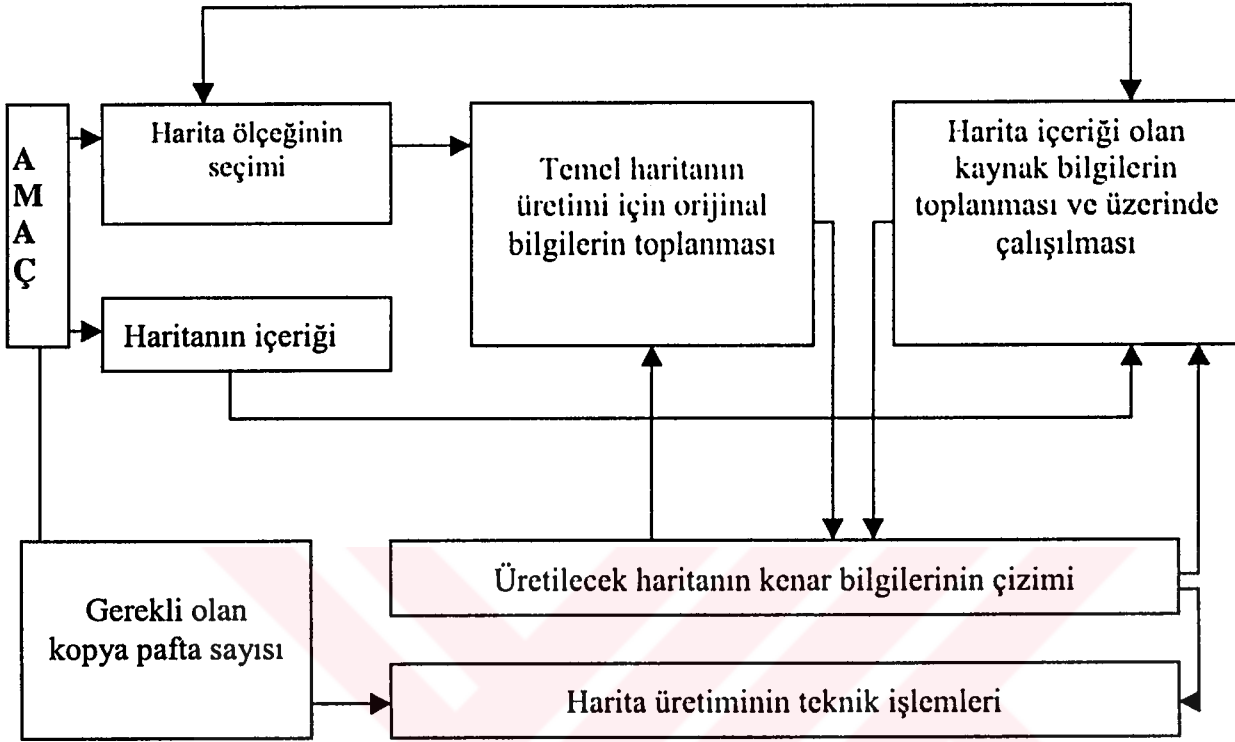 A
M
A
Ç
Harita ölçeğinin
seçimi
Temel haritanın
üretimi için orijinal
bilgilerin toplanması
Harita içeriği olan
kaynak bilgilerin
toplanması ve üzerinde
çalışılması
Haritanın içeriği
Gerekli olan
kopya pafta sayısı
Üretilecek haritanın kenar bilgilerinin çizimi
Harita üretiminin teknik işlemleri